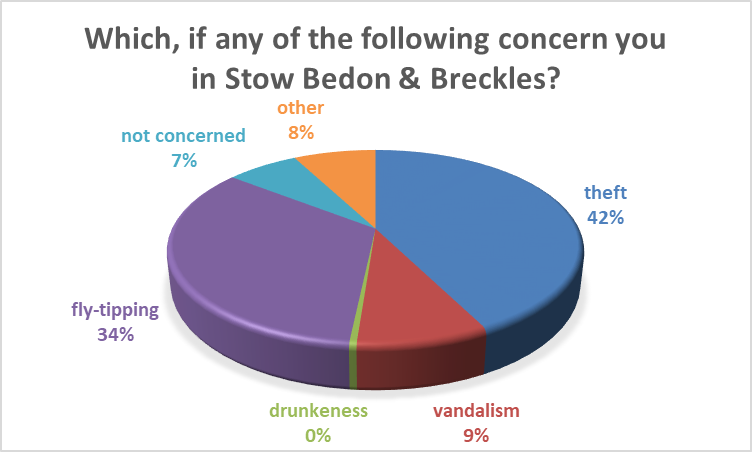 Which, if any of the following concern you
in Stow Bedon & Breckles?
other
8%
not concerned
7%
theft
42%
fly-tipping
34%
drunkeness
0%
vandalism
9%